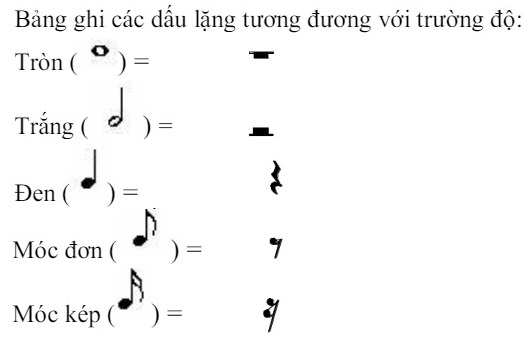 Bảng ghi các dấu lặng tương đương với trường độ:
Tròn ( ) =
Trắng ( ) =
Đen ( ) =
Móc đơn ( ) =
Móc kép ( ) =